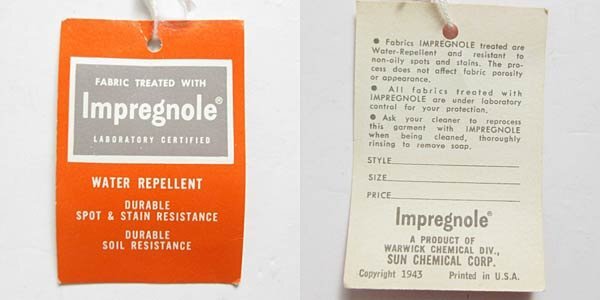 FABRIC TREATED WITH
Impregnole®
LABORATORY CERTIFIED
WATER REPELLENT
DURABLE
SPOT & STAIN RESISTANCE
DURABLE
SOIL RESISTANCE
● Fabrics IMPREGNOLE treated are
Water-Repellent and resistant to
non-oily spots and stains. The pro-
cess does not affect fabric porosity
or appearance.
● All fabrics treated with
IMPREGNOLE are under laboratory
control for your protection.
● Ask your cleaner to reprocess
this garment with IMPREGNOLE
when being cleaned, thoroughly
rinsing to remove soap.
STYLE
SIZE
PRICE
Impregnole®
A PRODUCT OF
WARWICK CHEMICAL DIV.,
SUN CHEMICAL CORP.
Copyright 1943 Printed in U.S.A.